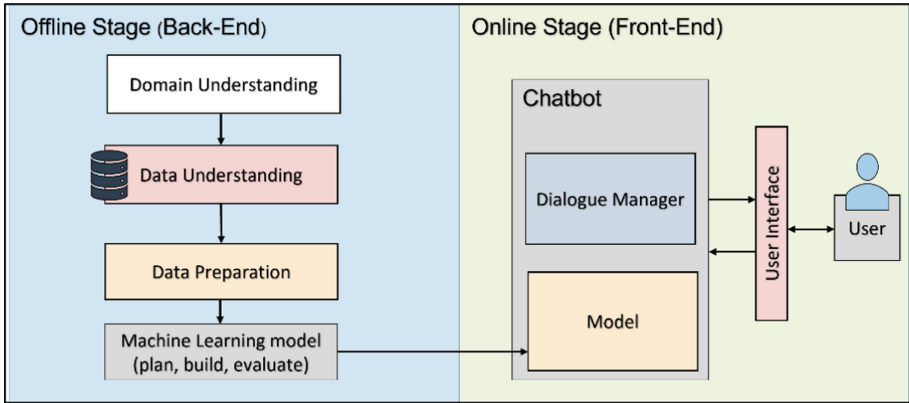 Offline Stage (Back-End)
Domain Understanding
Data Understanding
Data Preparation
Machine Learning model
(plan, build, evaluate)
Online Stage (Front-End)
Chatbot
Dialogue Manager
Model
User Interface
User